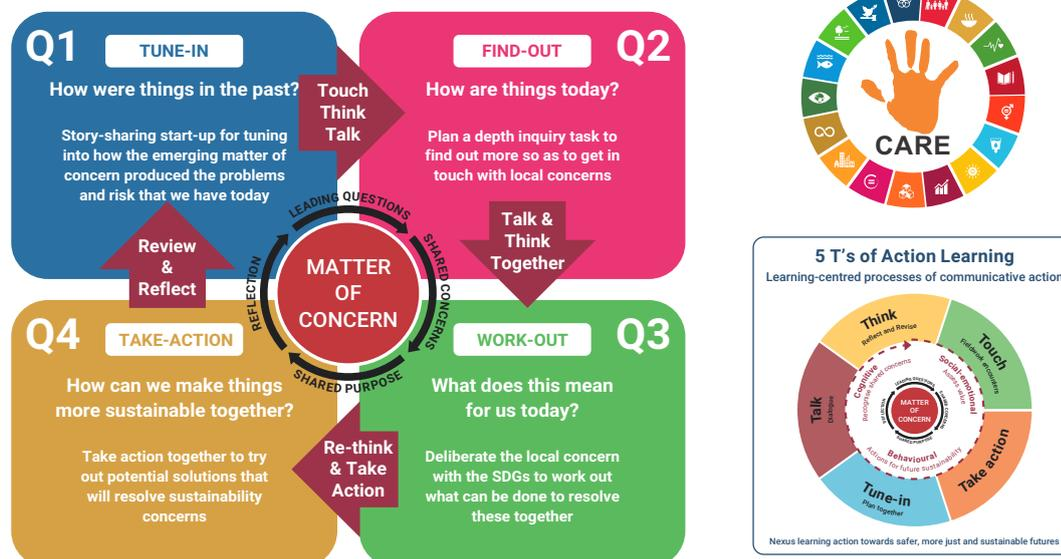 Q1
TUNE-IN
How were things in the past?
Story-sharing start-up for tuning
into how the emerging matter of
concern produced the problems
and risk that we have today
Touch
Think
Talk
FIND-OUT
Q2
How are things today?
Plan a depth inquiry task to
find out more so as to get in
touch with local concerns
Talk &
Think
Together
Review
&
Reflect
LEADING QUESTIONS
SHARED CONCERNS
SHARED PURPOSE
REFLECTION
MATTER
OF
CONCERN
Q4
TAKE-ACTION
How can we make things
more sustainable together?
Take action together to try
out potential solutions that
will resolve sustainability
concerns
Re-think
& Take
Action
WORK-OUT
Q3
What does this mean
for us today?
Deliberate the local concern
with the SDGs to work out
what can be done to resolve
these together
CARE
5 T's of Action Learning
Learning-centred processes of communicative action
Think
Reflect and Revise
Touch
Fieldwork encounters
Take action
Tune-in
Plan together
Talk
Dialogue
Cognitive
Recognise shared concerns
Social-emotional
Assess value
Behavioural
Actions for future sustainability
LEADING QUESTIONS
SHARED CONCERNS
SHARED PURPOSE
REFLECTION
MATTER
OF
CONCERN
Nexus learning action towards safer, more just and sustainable futures